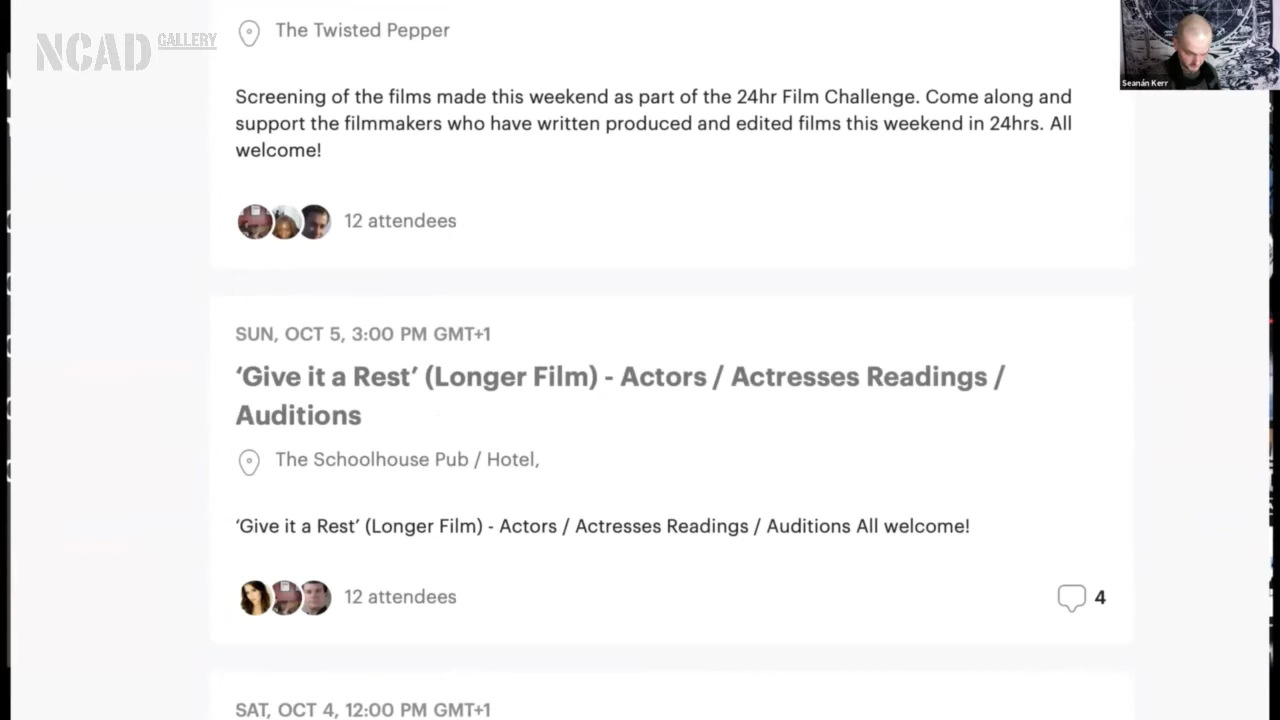 NCAD GALLERY
The Twisted Pepper
Seanán Kerr
Screening of the films made this weekend as part of the 24hr Film Challenge. Come along and
support the filmmakers who have written produced and edited films this weekend in 24hrs. All
welcome!
12 attendees
SUN, OCT 5, 3:00 PM GMT+1
‘Give it a Rest’ (Longer Film) - Actors / Actresses Readings /
Auditions
The Schoolhouse Pub / Hotel,
‘Give it a Rest’ (Longer Film) - Actors / Actresses Readings / Auditions All welcome!
12 attendees
4
SAT, OCT 4, 12:00 PM GMT+1